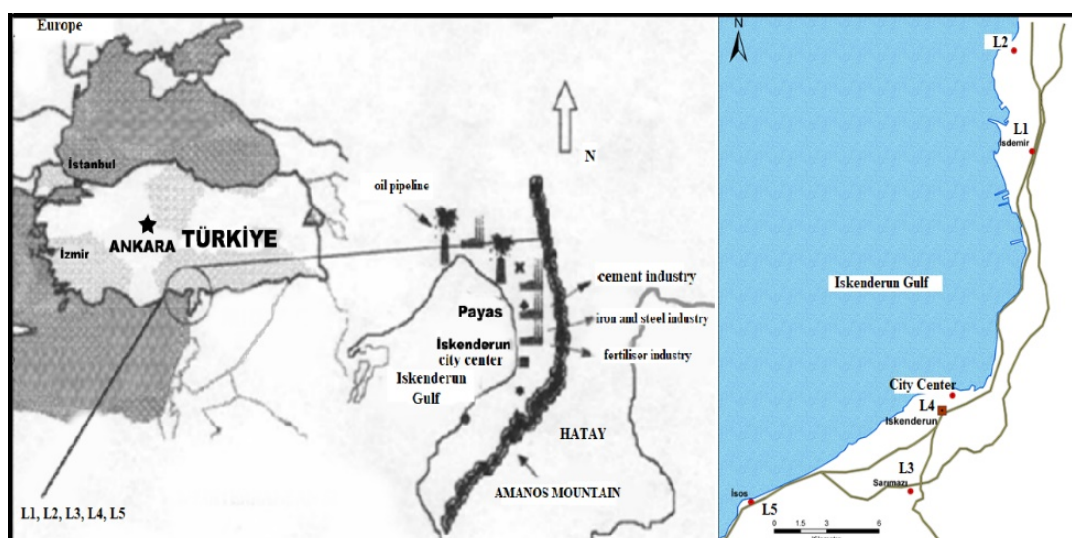 Europe
İstanbul
ANKARA
TÜRKİYE
İzmir
L1, L2, L3, L4, L5
N
oil pipeline
cement industry
Payas
iron and steel industry
İskenderun
city center
fertiliser industry
Iskenderun
Gulf
HATAY
AMANOS MOUNTAIN
N
L2
L1
İsdemir
Iskenderun Gulf
City Center
L4
Iskenderun
L3
Sarımazı
İsos
L5
0 1.5 3 6